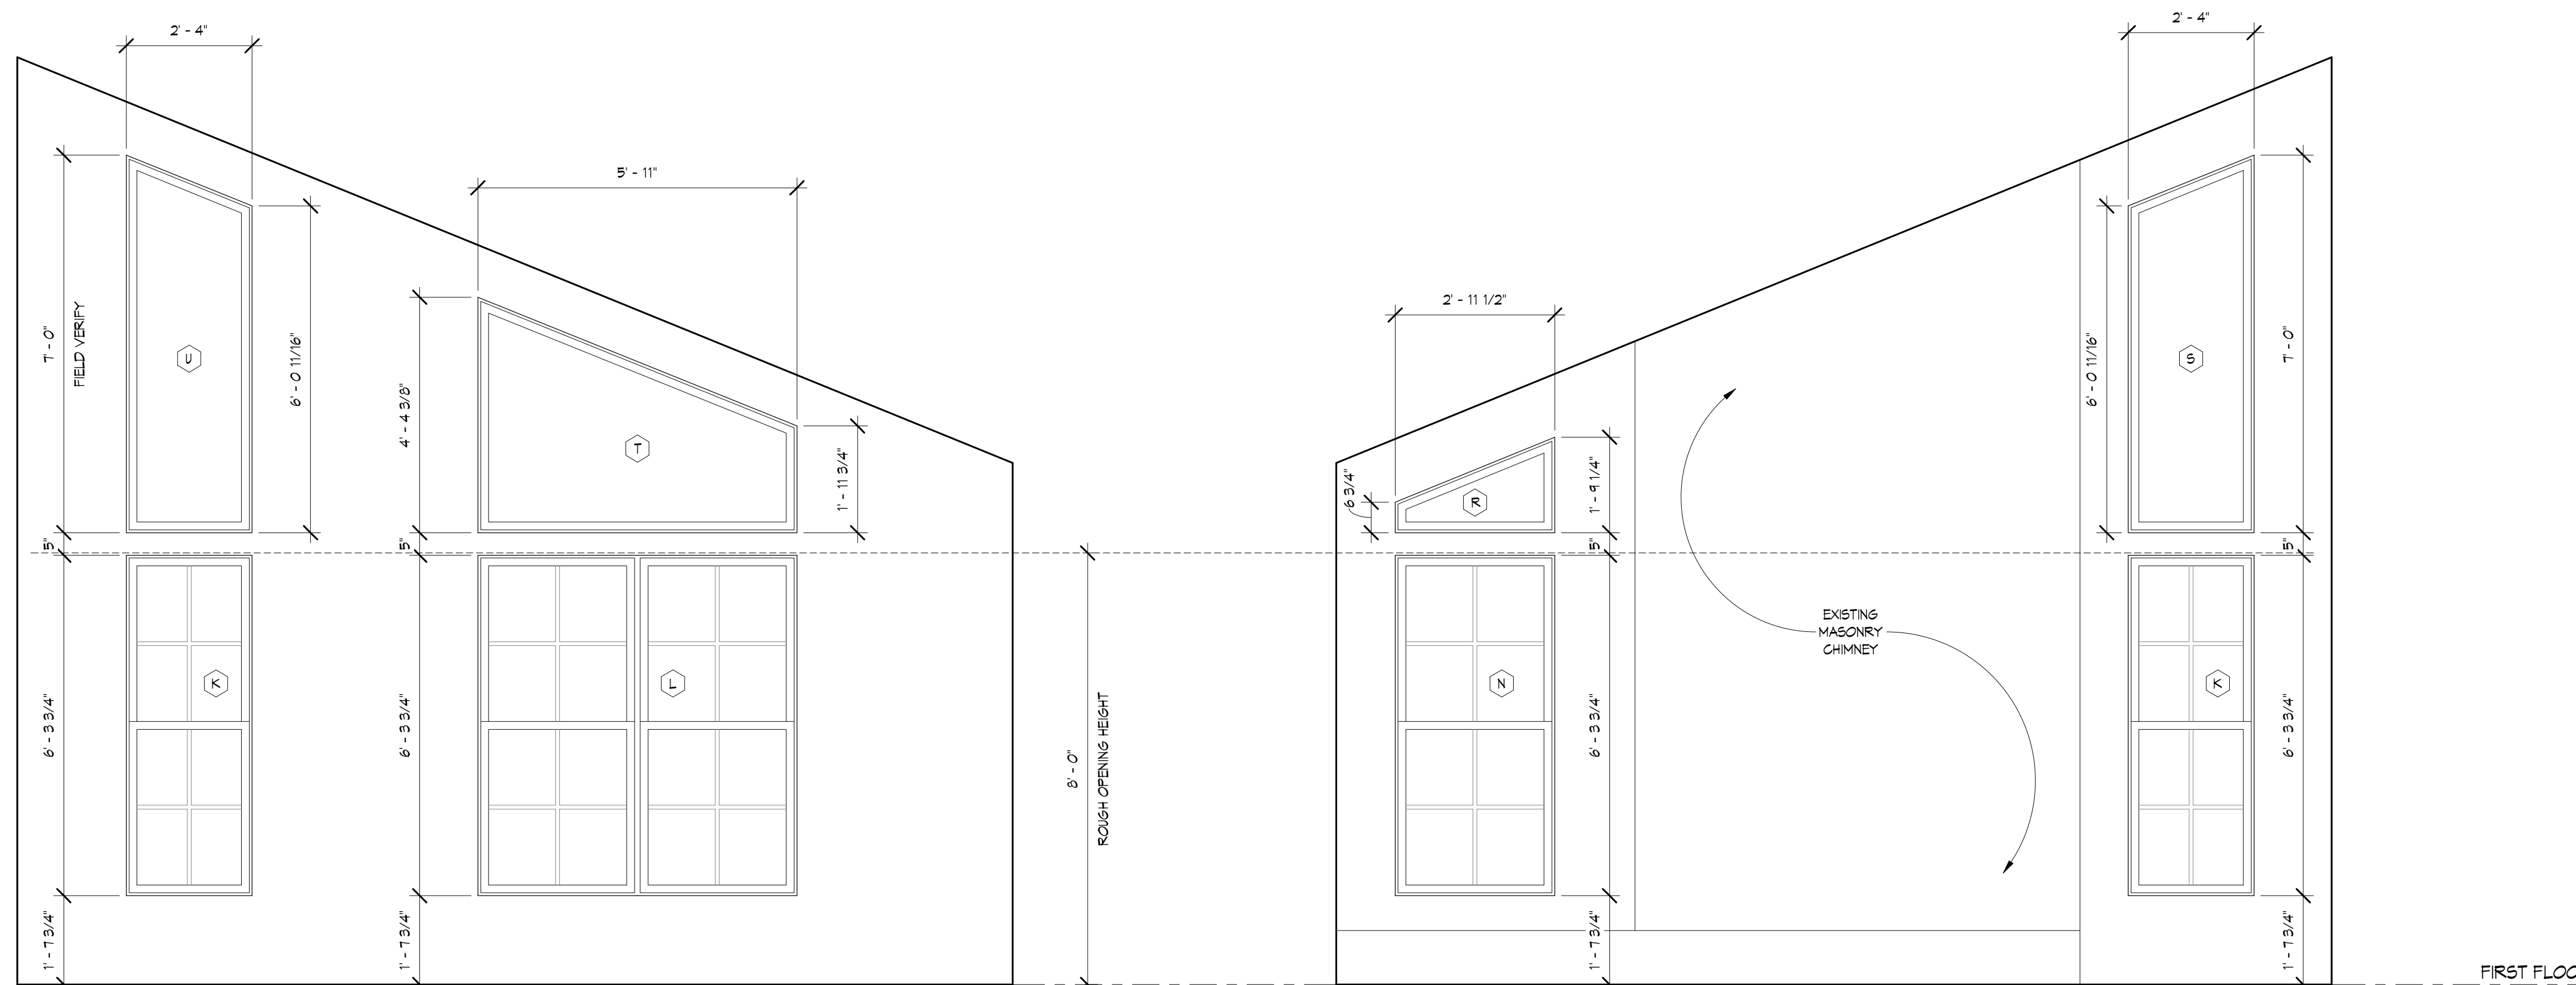 2' - 4"
2' - 4"
5' - 11"
2' - 11 1/2"
7' - 0"
FIELD VERIFY
U
6' - 0 11/16"
4' - 4 3/8"
T
1' - 11 3/4"
6 3/4"
R
1' - 9 1/4"
6' - 0 11/16"
S
7' - 0"
5"
5"
5"
5"
6' - 3 3/4"
K
6' - 3 3/4"
L
8' - 0"
ROUGH OPENING HEIGHT
N
6' - 3 3/4"
EXISTING
MASONRY
CHIMNEY
K
6' - 3 3/4"
1' - 7 3/4"
1' - 7 3/4"
1' - 7 3/4"
1' - 7 3/4"
FIRST FLOO